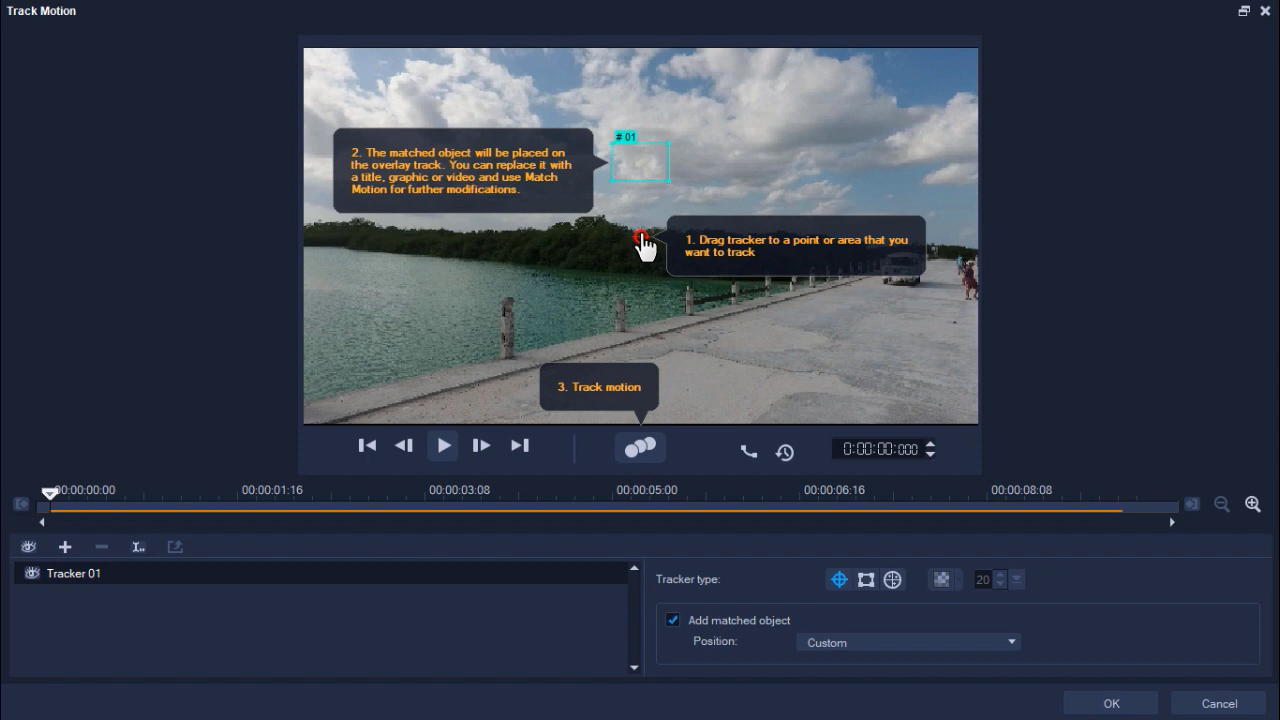 Track Motion
# 01
2. The matched object will be placed on
the overlay track. You can replace it with
a title, graphic or video and use Match
Motion for further modifications.
1. Drag tracker to a point or area that you
want to track
3. Track motion
0:00:00:000
00:00:00:00
00:00:01:16
00:00:03:08
00:00:05:00
00:00:06:16
00:00:08:08
Tracker 01
Tracker type:
20
Add matched object
Position:
Custom
OK
Cancel